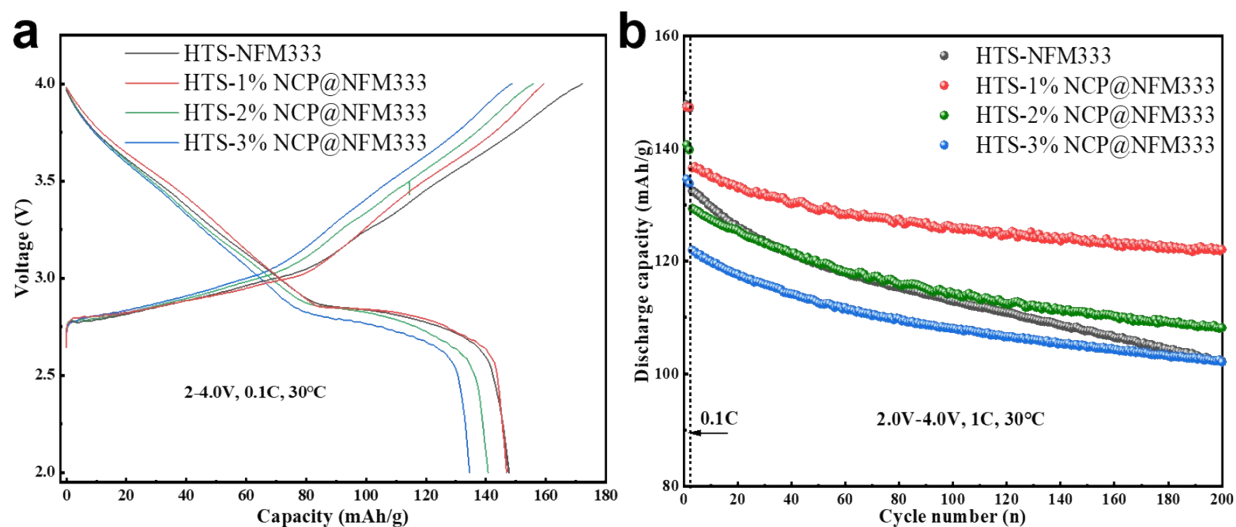 a
HTS-NFM333
HTS-1% NCP@NFM333
HTS-2% NCP@NFM333
HTS-3% NCP@NFM333
4.0
3.5
3.0
2.5
2.0
Voltage (V)
2-4.0V, 0.1C, 30°C
0 20 40 60 80 100 120 140 160 180
Capacity (mAh/g)
b
HTS-NFM333
HTS-1% NCP@NFM333
HTS-2% NCP@NFM333
HTS-3% NCP@NFM333
160
140
120
100
80
Discharge capacity (mAh/g)
0.1C
2.0V-4.0V, 1C, 30°C
0 20 40 60 80 100 120 140 160 180 200
Cycle number (n)